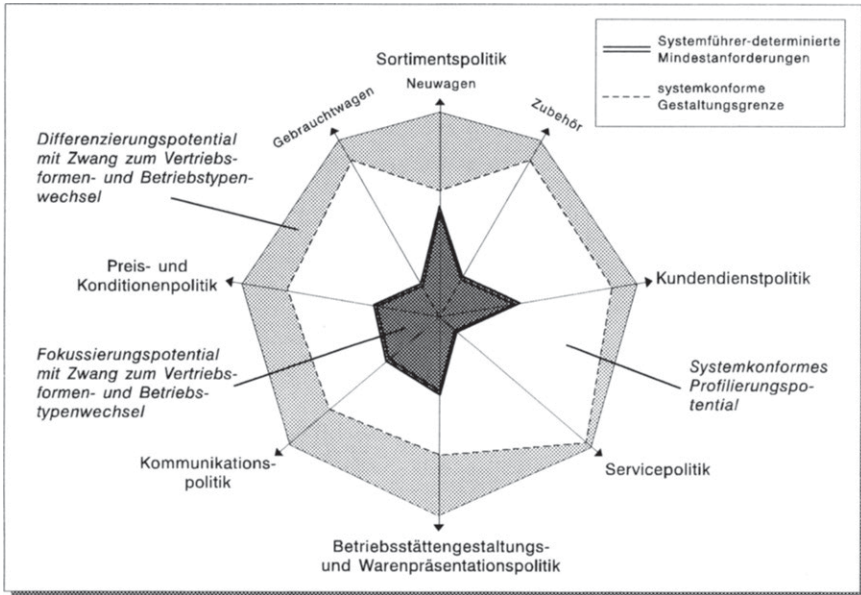 Systemführer-determinierte
Mindestanforderungen
systemkonforme
Gestaltungsgrenze
Sortimentspolitik
Neuwagen
Gebrauchtwagen
Zubehör
Differenzierungspotential
mit Zwang zum Vertriebs-
formen- und Betriebstypen-
wechsel
Preis- und
Konditionenpolitik
Kundendienstpolitik
Fokussierungspotential
mit Zwang zum Vertriebs-
formen- und Betriebs-
typenwechsel
Systemkonformes
Profilierungspo-
tential
Kommunikations-
politik
Servicepolitik
Betriebsstättengestaltungs-
und Warenpräsentationspolitik